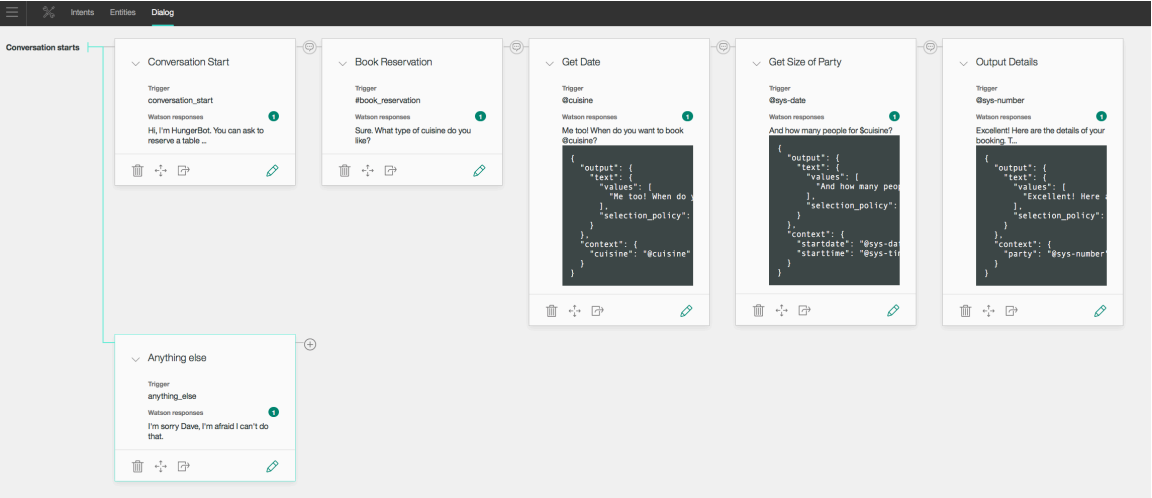 Intents Entities Dialog
Conversation starts
Conversation Start
Trigger
conversation_start
Watson responses 1
Hi, I'm HungerBot. You can ask to
reserve a table ...
Book Reservation
Trigger
#book_reservation
Watson responses 1
Sure. What type of cuisine do you
like?
Get Date
Trigger
@cuisine
Watson responses 1
Me too! When do you want to book
@cuisine?
{
"output": {
"text": {
"values": [
"Me too! When do y
],
"selection_policy":
}
},
"context": {
"cuisine": "@cuisine"
}
}
Get Size of Party
Trigger
@sys-date
Watson responses 1
And how many people for $cuisine?
{
"output": {
"text": {
"values": [
"And how many peop
],
"selection_policy":
}
},
"context": {
"startdate": "@sys-dat
"starttime": "@sys-tim
}
}
Output Details
Trigger
@sys-number
Watson responses 1
Excellent! Here are the details of your
booking. T...
{
"output": {
"text": {
"values": [
"Excellent! Here a
],
"selection_policy":
}
},
"context": {
"party": "@sys-number"
}
}
Anything else
Trigger
anything_else
Watson responses 1
I'm sorry Dave, I'm afraid I can't do
that.